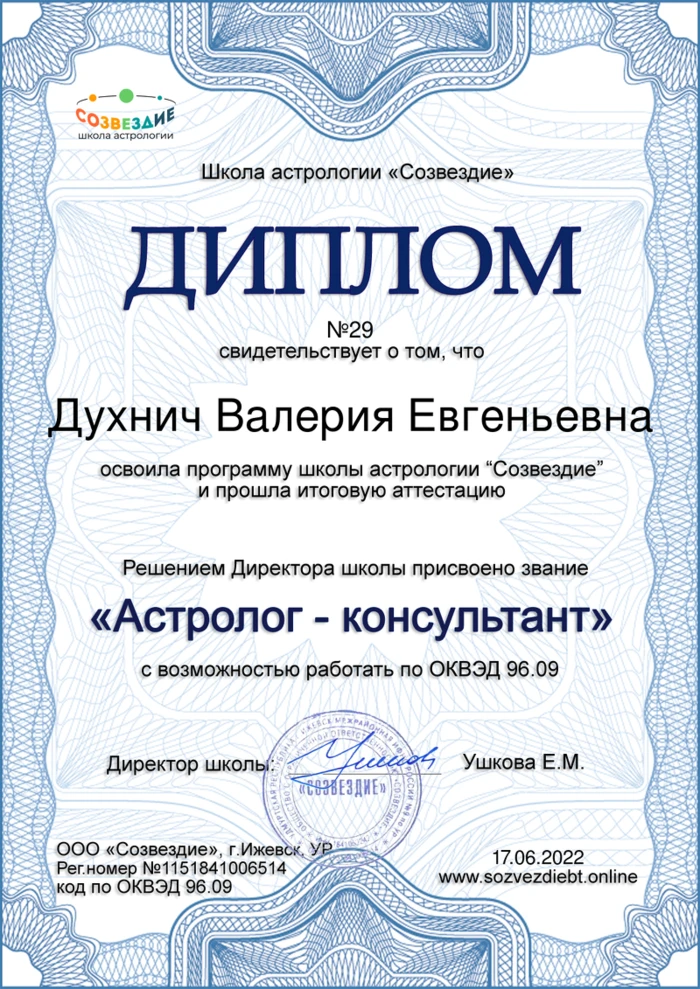 СОЗВЕЗДИЕ
школа астрологии
Школа астрологии «Созвездие»
ДИПЛОМ
№29
свидетельствует о том, что
Духнич Валерия Евгеньевна
освоила программу школы астрологии “Созвездие”
и прошла итоговую аттестацию
Решением Директора школы присвоено звание
«Астролог - консультант»
с возможностью работать по ОКВЭД 96.09
Директор школы:
«СОЗВЕЗДИЕ»
Ушкова Е.М.
ООО «Созвездие», г.Ижевск, УР
Рег.номер №1151841006514
код по ОКВЭД 96.09
17.06.2022
www.sozvezdiebt.online